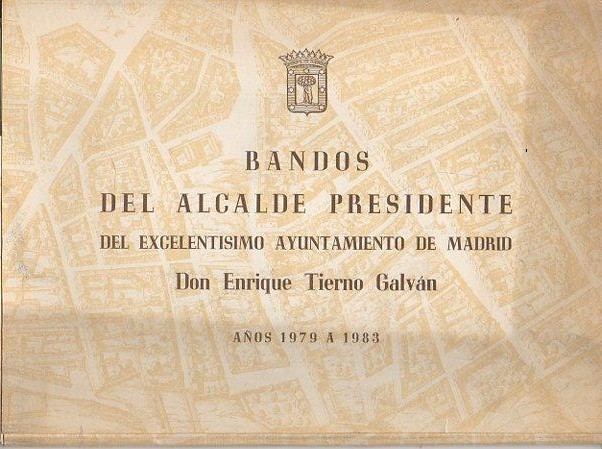 BANDOS
DEL ALCALDE PRESIDENTE
DEL EXCELENTISIMO AYUNTAMIENTO DE MADRID
Don Enrique Tierno Galván
AÑOS 1979 A 1983